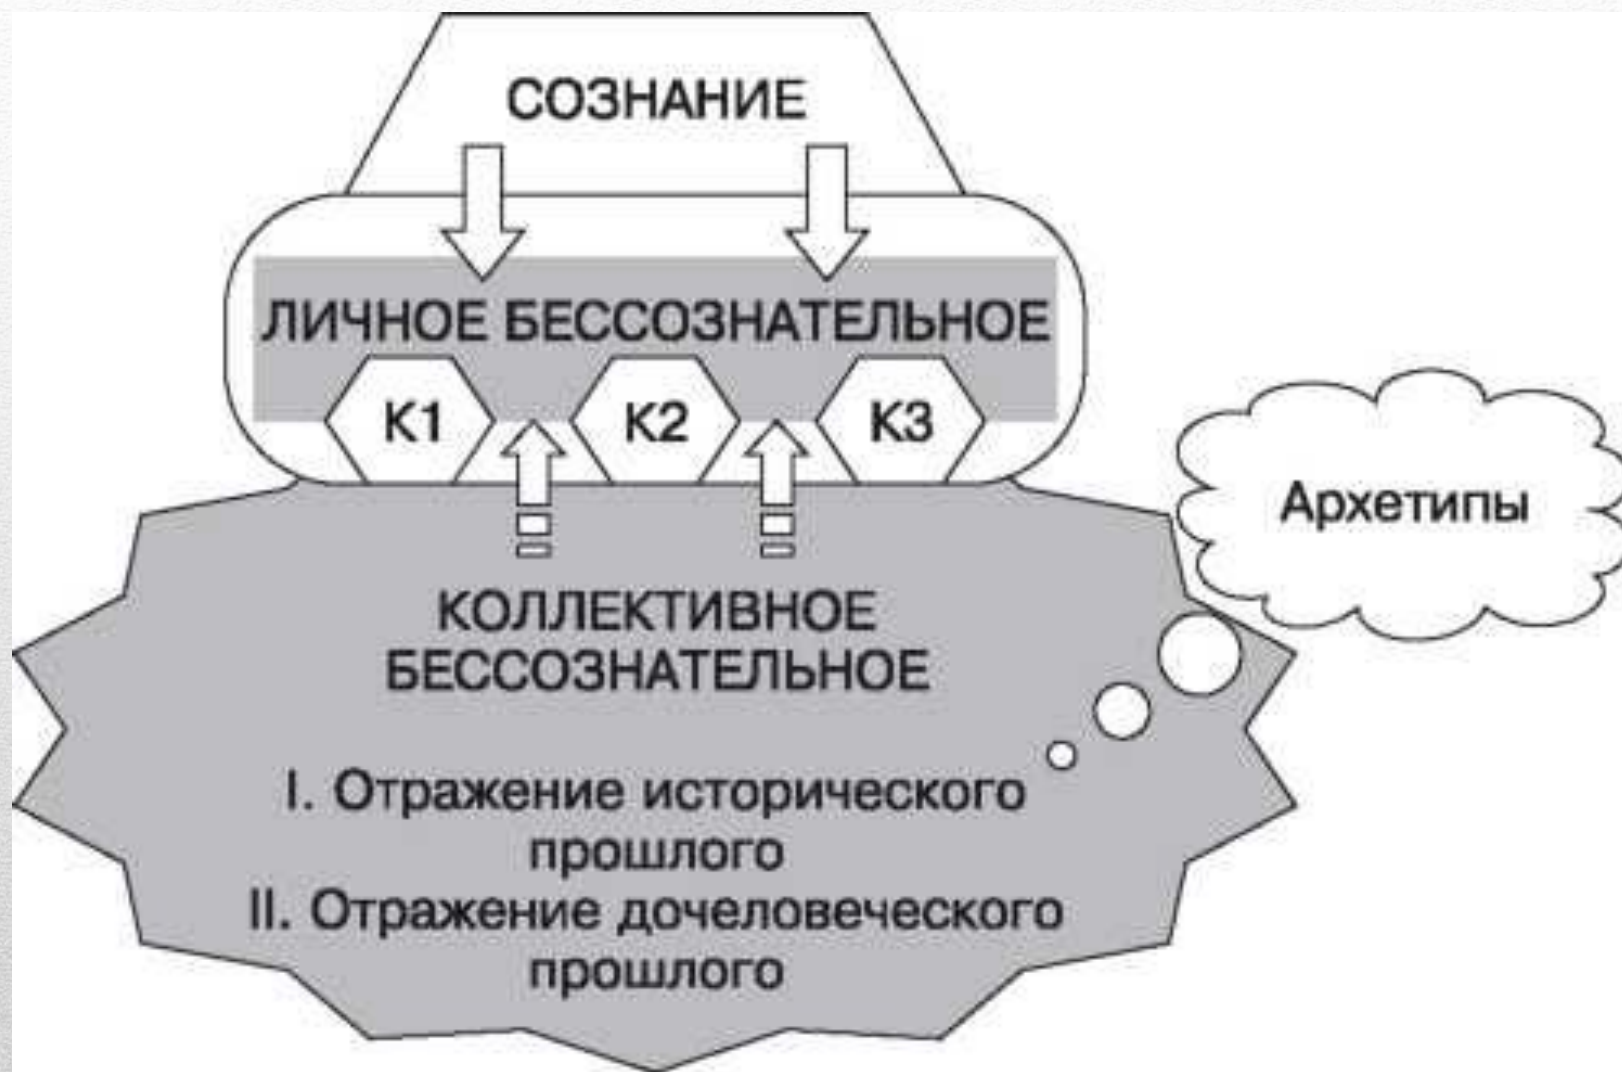 СОЗНАНИЕ
ЛИЧНОЕ БЕССОЗНАТЕЛЬНОЕ
К1 К2 К3
Архетипы
КОЛЛЕКТИВНОЕ
БЕССОЗНАТЕЛЬНОЕ
I. Отражение исторического
прошлого
II. Отражение дочеловеческого
прошлого